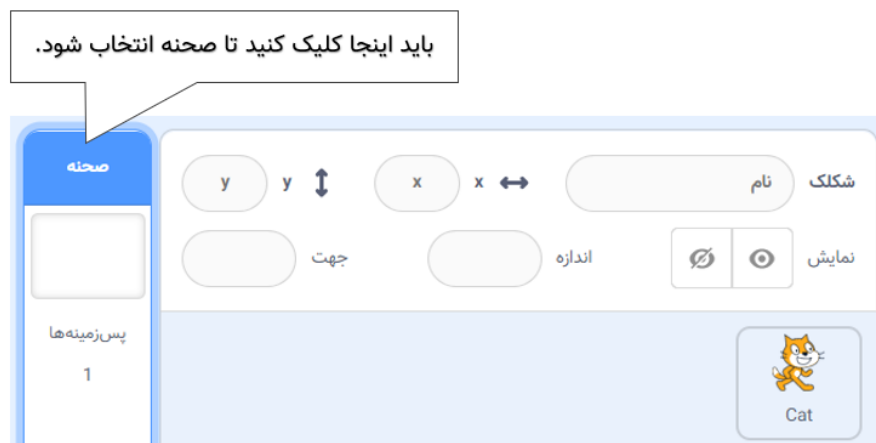 باید اینجا کلیک کنید تا صحنه انتخاب شود.
شکلک نام x x y y
صحنه
نمایش اندازه جهت
پس‌زمینه‌ها
1
Cat